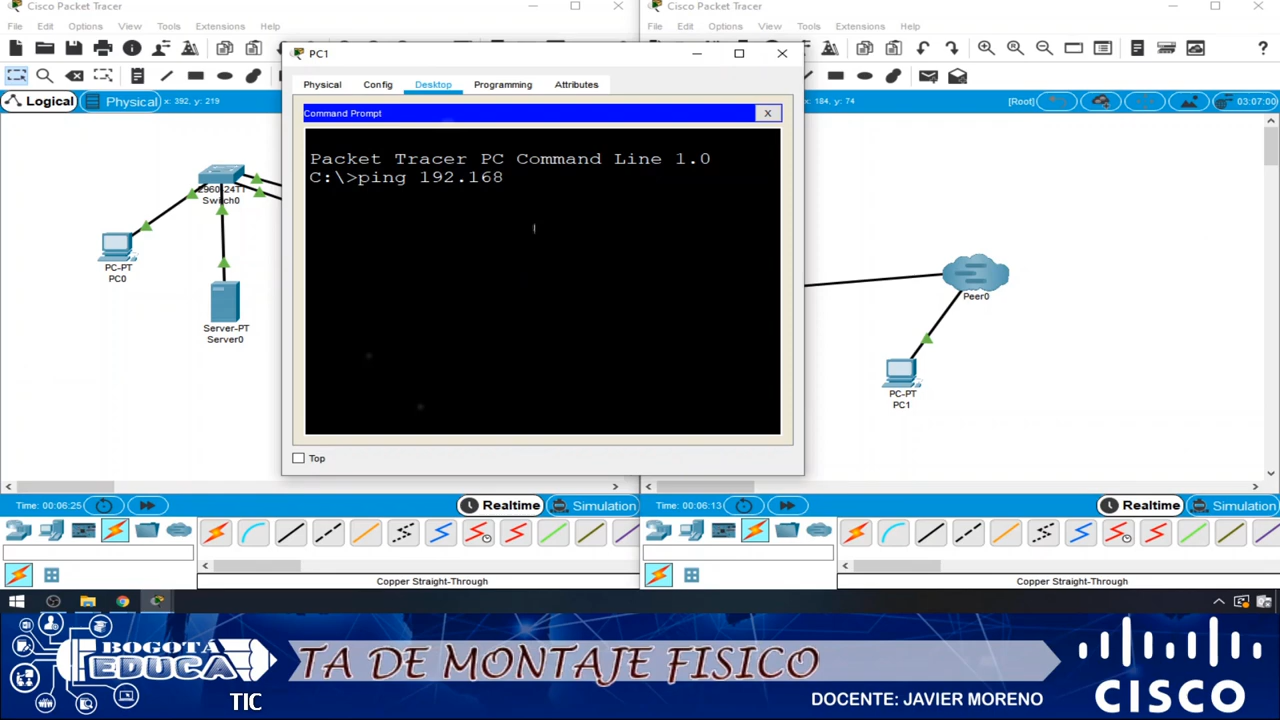 Cisco Packet Tracer
File Edit Options View Tools Extensions Help
Logical Physical x: 392, y: 219
2960-24TT
Switch0
PC-PT
PC0
Server-PT
Server0
Time: 00:06:25 Realtime Simulation
Copper Straight-Through
PC1
Physical Config Desktop Programming Attributes
Command Prompt X
Packet Tracer PC Command Line 1.0
C:\>ping 192.168
Top
Cisco Packet Tracer
File Edit Options View Tools Extensions Help
x: 184, y: 74 [Root] 03:07:00
Peer0
PC-PT
PC1
Time: 00:06:13 Realtime Simulation
Copper Straight-Through
BOGOTÁ
EDUCA
TIC
TA DE MONTAJE FISICO
DOCENTE: JAVIER MORENO
CISCO